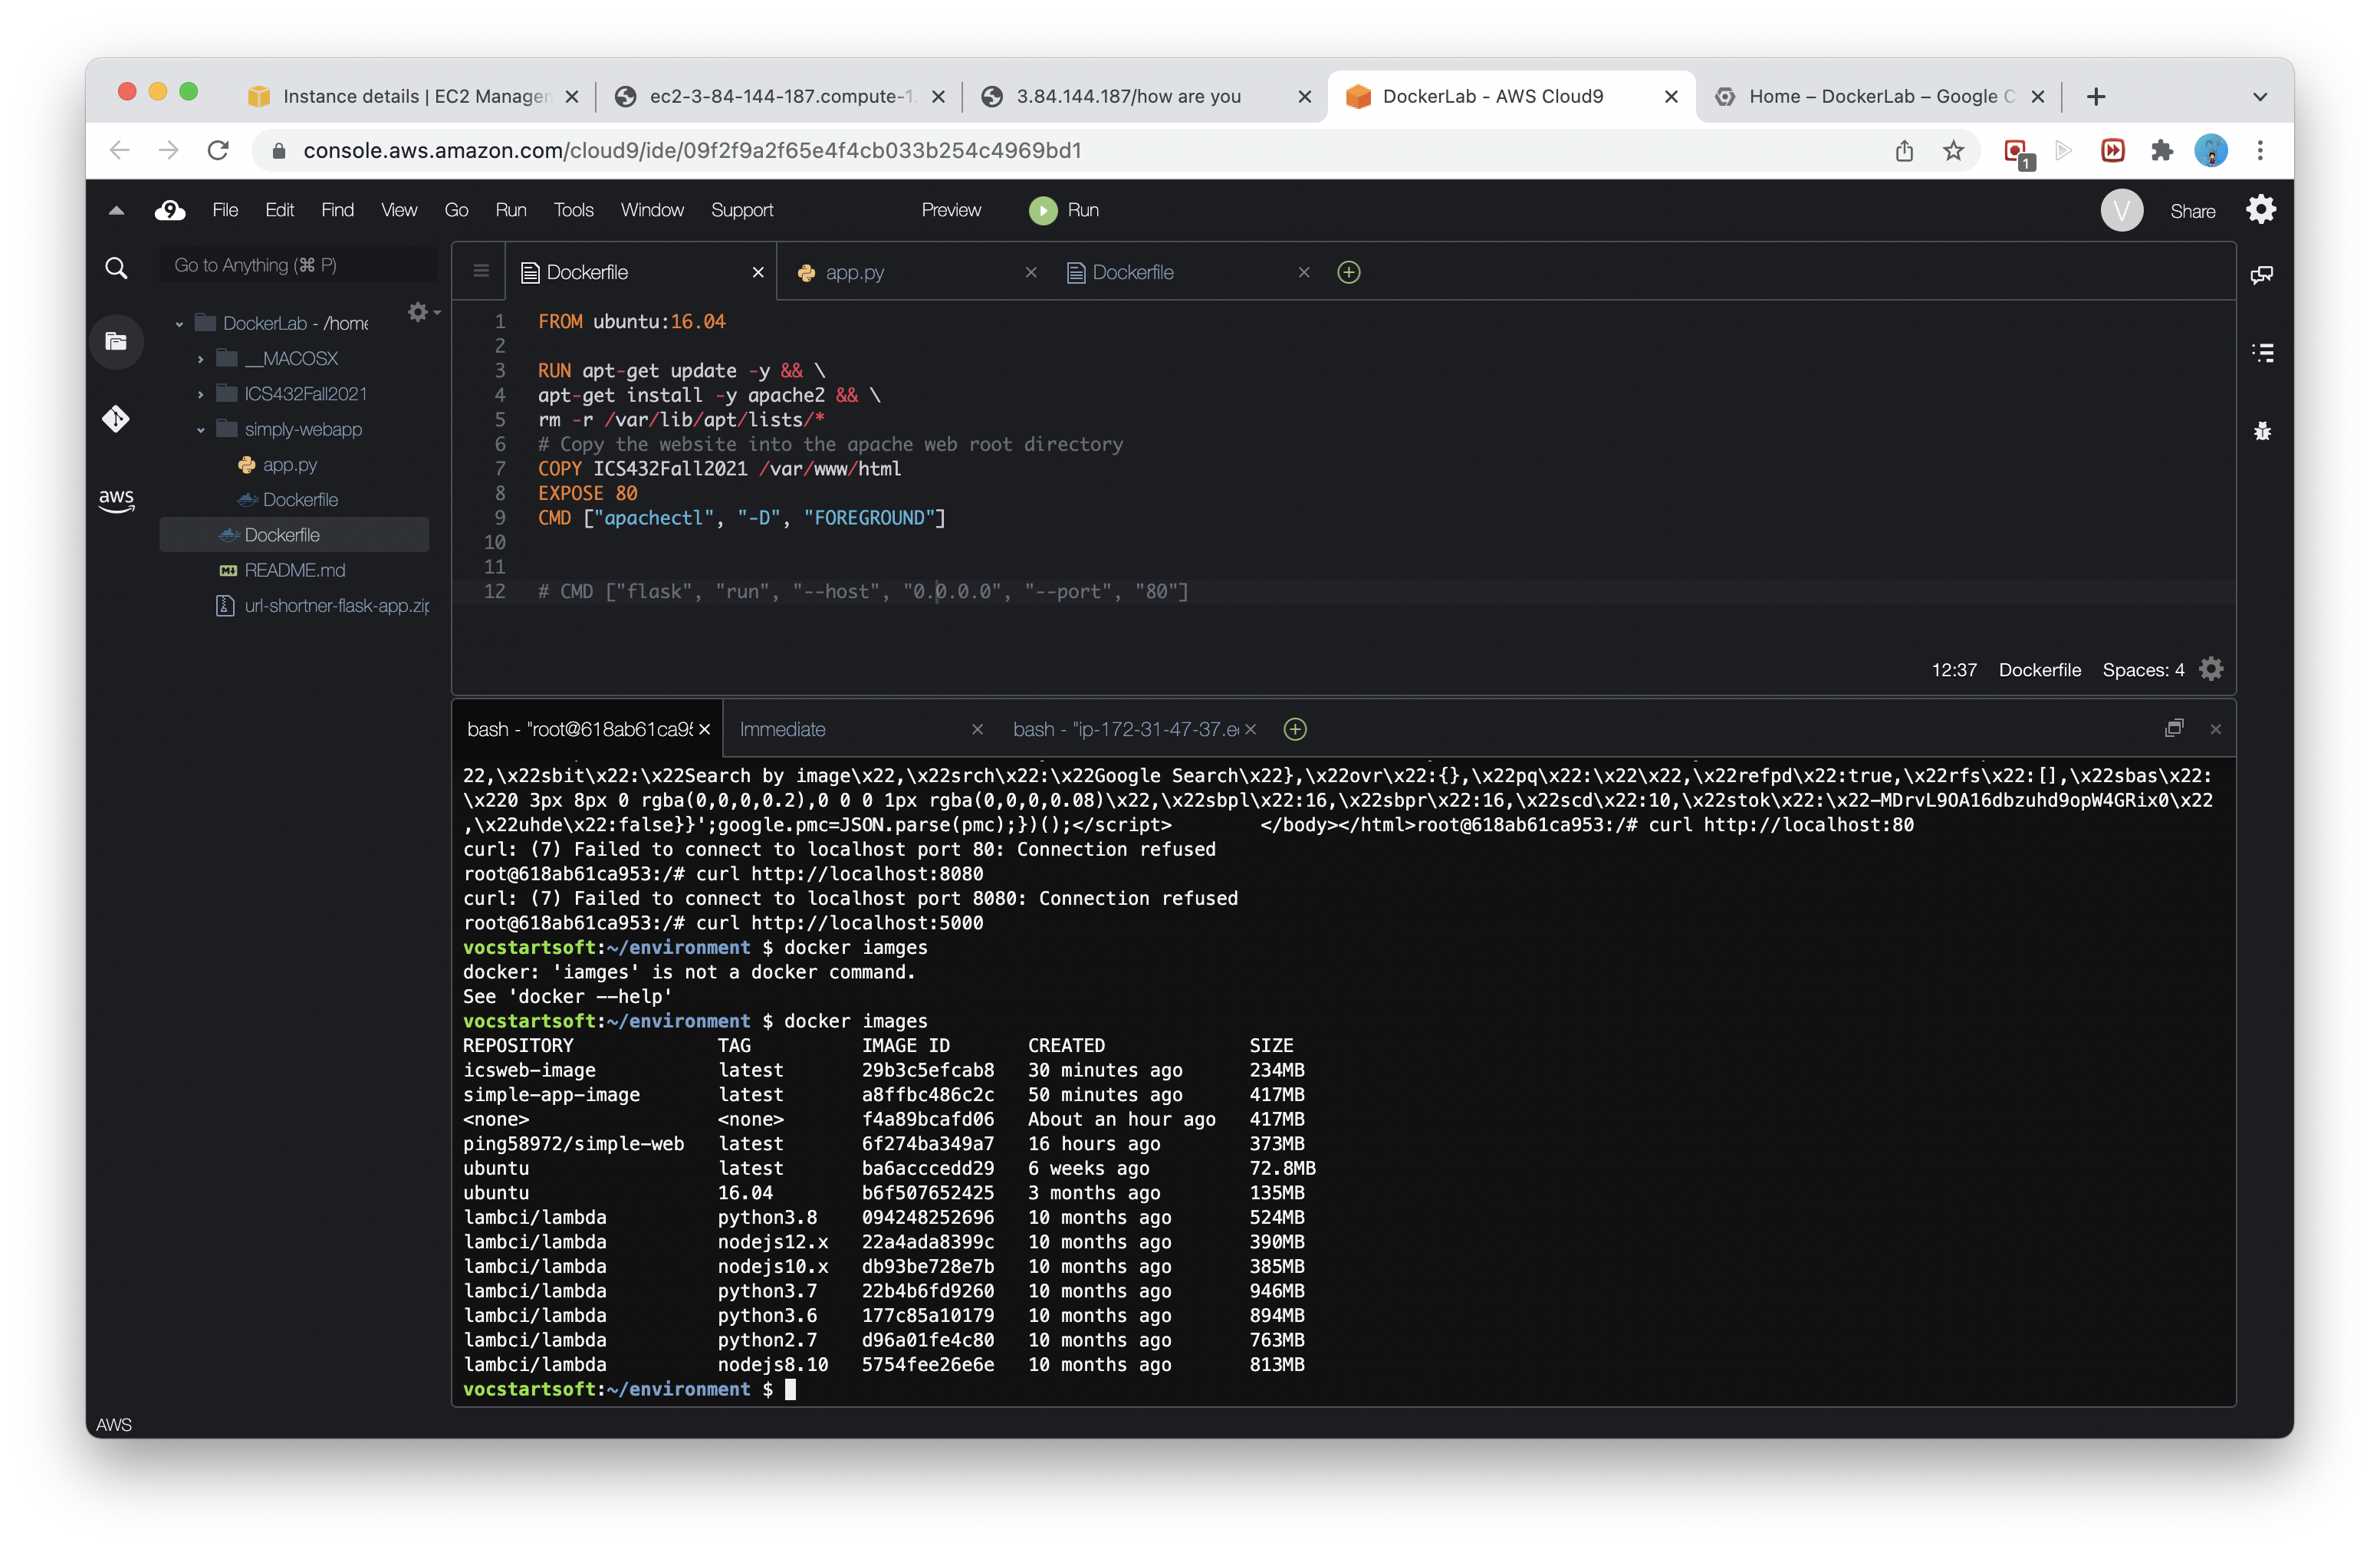 Instance details | EC2 Managen
ec2-3-84-144-187.compute-1.
3.84.144.187/how are you
DockerLab - AWS Cloud9
Home – DockerLab – Google C
console.aws.amazon.com/cloud9/ide/09f2f9a2f65e4f4cb033b254c4969bd1
1
9 File Edit Find View Go Run Tools Window Support Preview Run V Share
Go to Anything (⌘ P)
DockerLab - /home
__MACOSX
ICS432Fall2021
simply-webapp
app.py
Dockerfile
Dockerfile
README.md
url-shortner-flask-app.zip
aws
Dockerfile
app.py
Dockerfile
1 FROM ubuntu:16.04
2
3 RUN apt-get update -y && \
4 apt-get install -y apache2 && \
5 rm -r /var/lib/apt/lists/*
6 # Copy the website into the apache web root directory
7 COPY ICS432Fall2021 /var/www/html
8 EXPOSE 80
9 CMD ["apachectl", "-D", "FOREGROUND"]
10
11
12 # CMD ["flask", "run", "--host", "0.0.0.0", "--port", "80"]
12:37 Dockerfile Spaces: 4
bash - "root@618ab61ca95
Immediate
bash - "ip-172-31-47-37.e
22,\x22sbit\x22:\x22Search by image\x22,\x22srch\x22:\x22Google Search\x22},\x22ovr\x22:{},\x22pq\x22:\x22\x22,\x22refpd\x22:true,\x22rfs\x22:[],\x22sbas\x22:
\x220 3px 8px 0 rgba(0,0,0,0.2),0 0 0 1px rgba(0,0,0,0.08)\x22,\x22sbpl\x22:16,\x22sbpr\x22:16,\x22scd\x22:10,\x22stok\x22:\x22-MDrvL9OA16dbzuhd9opW4GRix0\x22
,\x22uhde\x22:false}}';google.pmc=JSON.parse(pmc);})();</script>        </body></html>root@618ab61ca953:/# curl http://localhost:80
curl: (7) Failed to connect to localhost port 80: Connection refused
root@618ab61ca953:/# curl http://localhost:8080
curl: (7) Failed to connect to localhost port 8080: Connection refused
root@618ab61ca953:/# curl http://localhost:5000
vocstartsoft:~/environment $ docker iamges
docker: 'iamges' is not a docker command.
See 'docker --help'
vocstartsoft:~/environment $ docker images
REPOSITORY TAG IMAGE ID CREATED SIZE
icsweb-image latest 29b3c5efcab8 30 minutes ago 234MB
simple-app-image latest a8ffbc486c2c 50 minutes ago 417MB
<none> <none> f4a89bcafd06 About an hour ago 417MB
ping58972/simple-web latest 6f274ba349a7 16 hours ago 373MB
ubuntu latest ba6acccedd29 6 weeks ago 72.8MB
ubuntu 16.04 b6f507652425 3 months ago 135MB
lambci/lambda python3.8 094248252696 10 months ago 524MB
lambci/lambda nodejs12.x 22a4ada8399c 10 months ago 390MB
lambci/lambda nodejs10.x db93be728e7b 10 months ago 385MB
lambci/lambda python3.7 22b4b6fd9260 10 months ago 946MB
lambci/lambda python3.6 177c85a10179 10 months ago 894MB
lambci/lambda python2.7 d96a01fe4c80 10 months ago 763MB
lambci/lambda nodejs8.10 5754fee26e6e 10 months ago 813MB
vocstartsoft:~/environment $
AWS